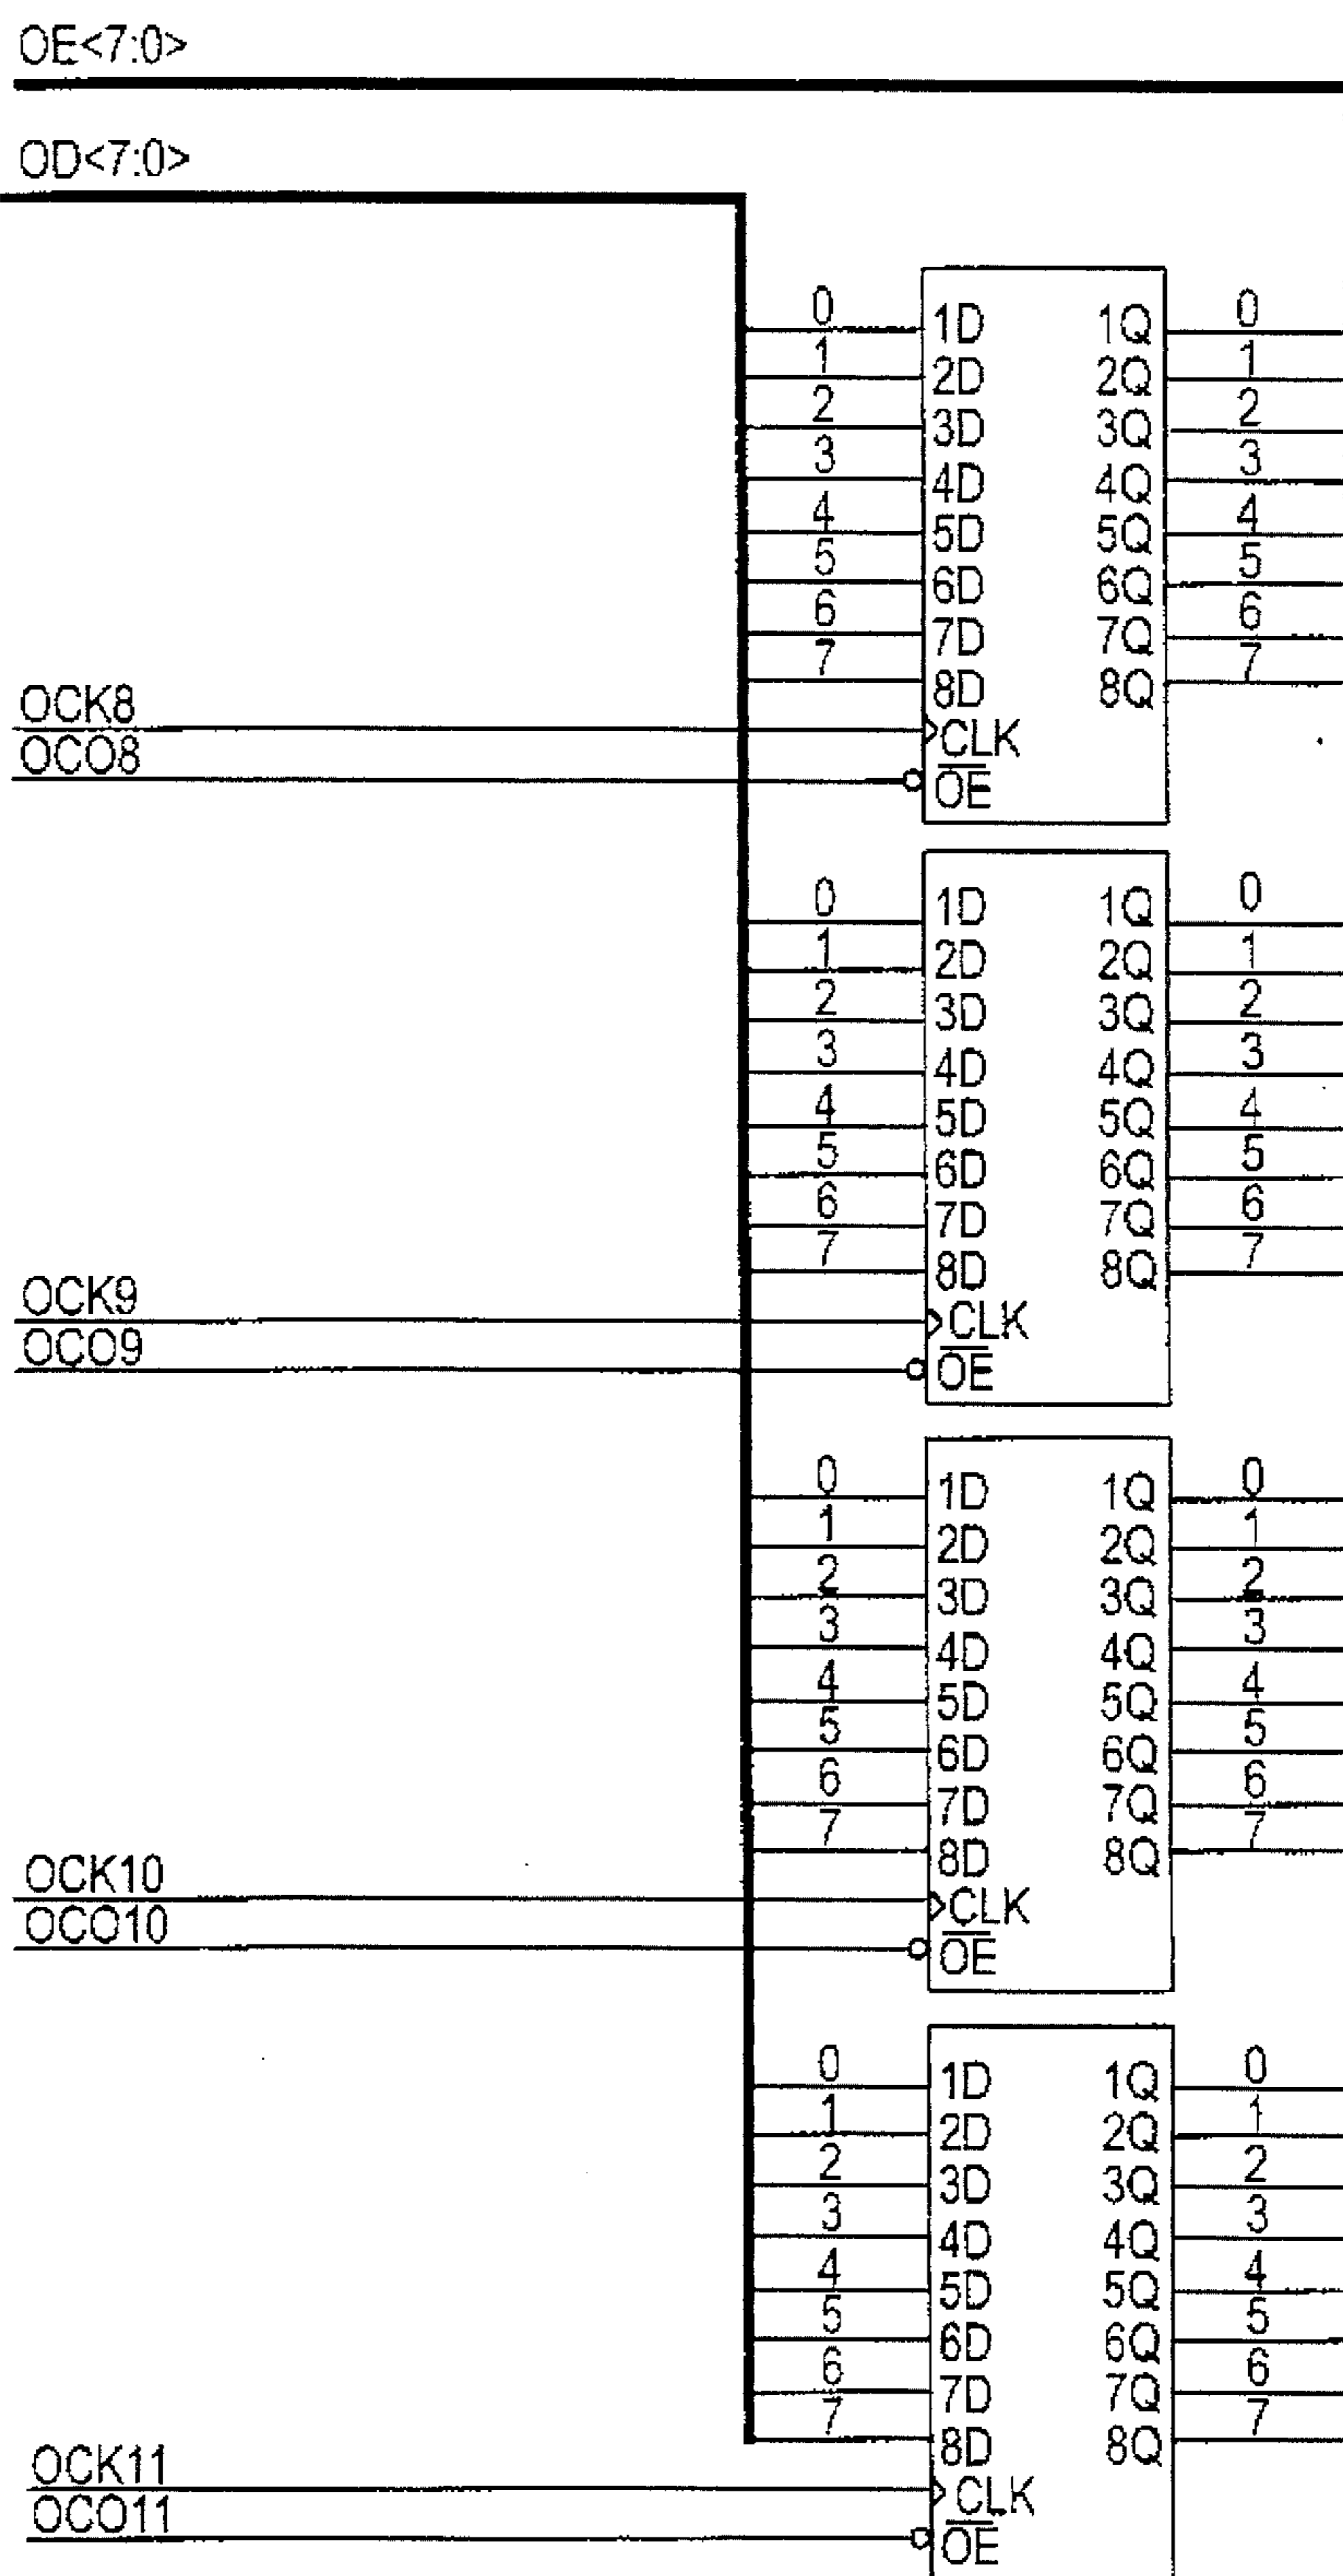 OE<7:0>
OD<7:0>
0 1D 1Q 0
1 2D 2Q 1
2 3D 3Q 2
3 4D 4Q 3
4 5D 5Q 4
5 6D 6Q 5
6 7D 7Q 6
7 8D 8Q 7
OCK8 CLK
OCO8 OE
0 1D 1Q 0
1 2D 2Q 1
2 3D 3Q 2
3 4D 4Q 3
4 5D 5Q 4
5 6D 6Q 5
6 7D 7Q 6
7 8D 8Q 7
OCK9 CLK
OCO9 OE
0 1D 1Q 0
1 2D 2Q 1
2 3D 3Q 2
3 4D 4Q 3
4 5D 5Q 4
5 6D 6Q 5
6 7D 7Q 6
7 8D 8Q 7
OCK10 CLK
OCO10 OE
0 1D 1Q 0
1 2D 2Q 1
2 3D 3Q 2
3 4D 4Q 3
4 5D 5Q 4
5 6D 6Q 5
6 7D 7Q 6
7 8D 8Q 7
OCK11 CLK
OCO11 OE